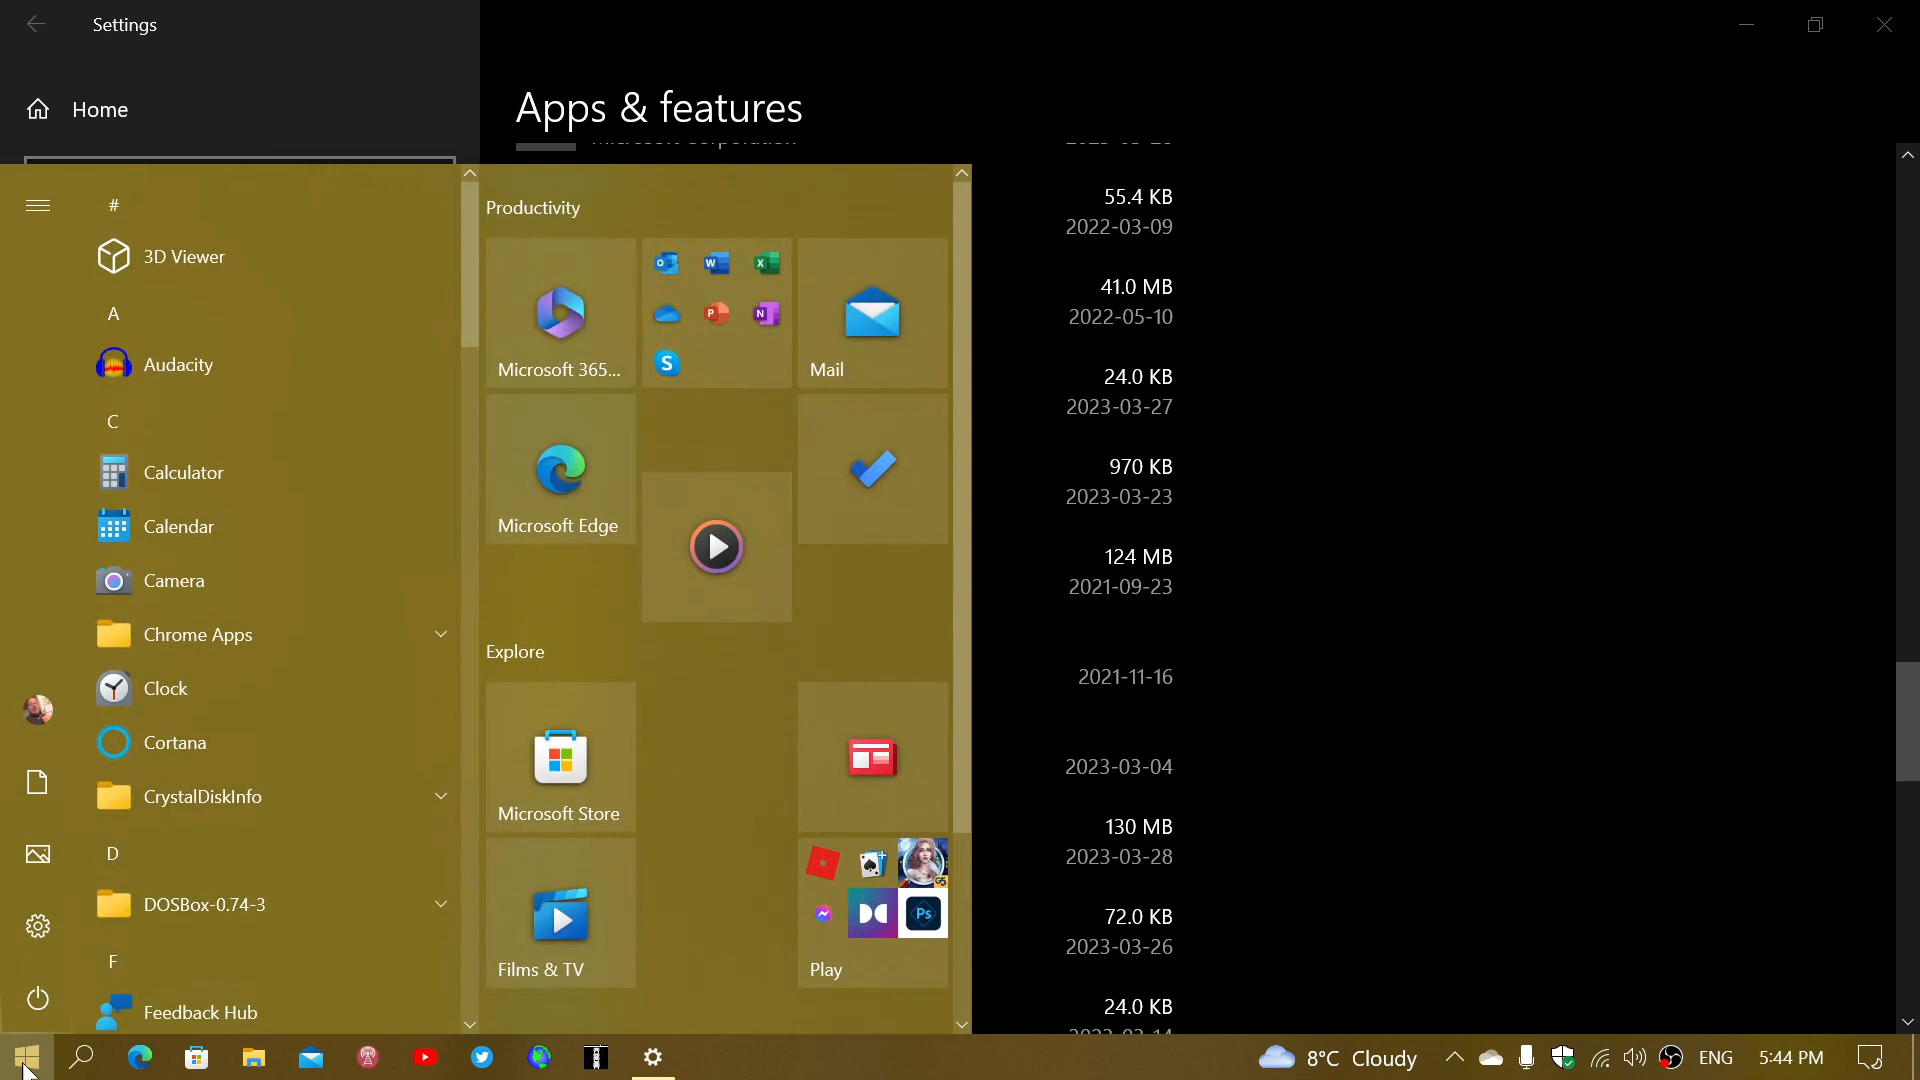 Settings
Home
Apps & features
Microsoft Corporation
55.4 KB
2022-03-09
41.0 MB
2022-05-10
24.0 KB
2023-03-27
970 KB
2023-03-23
124 MB
2021-09-23
2021-11-16
2023-03-04
130 MB
2023-03-28
72.0 KB
2023-03-26
24.0 KB
#
3D Viewer
A
Audacity
C
Calculator
Calendar
Camera
Chrome Apps
Clock
Cortana
CrystalDiskInfo
D
DOSBox-0.74-3
F
Feedback Hub
Productivity
Microsoft 365...
O W X
P N
S
Mail
Microsoft Edge
Explore
Microsoft Store
Films & TV
G5
Ps
Play
8°C Cloudy
ENG
5:44 PM